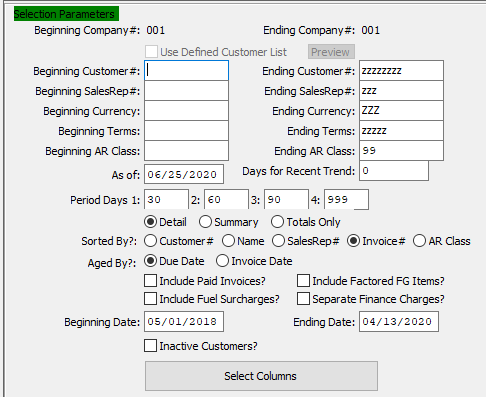 Selection Parameters
Beginning Company#: 001 Ending Company#: 001
Use Defined Customer List Preview
Beginning Customer#: Ending Customer#: zzzzzzzz
Beginning SalesRep#: Ending SalesRep#: zzz
Beginning Currency: Ending Currency: ZZZ
Beginning Terms: Ending Terms: zzzzz
Beginning AR Class: Ending AR Class: 99
As of: 06/25/2020 Days for Recent Trend: 0
Period Days 1: 30 2: 60 3: 90 4: 999
Detail Summary Totals Only
Sorted By?: Customer# Name SalesRep# Invoice# AR Class
Aged By?: Due Date Invoice Date
Include Paid Invoices? Include Factored FG Items?
Include Fuel Surcharges? Separate Finance Charges?
Beginning Date: 05/01/2018 Ending Date: 04/13/2020
Inactive Customers?
Select Columns